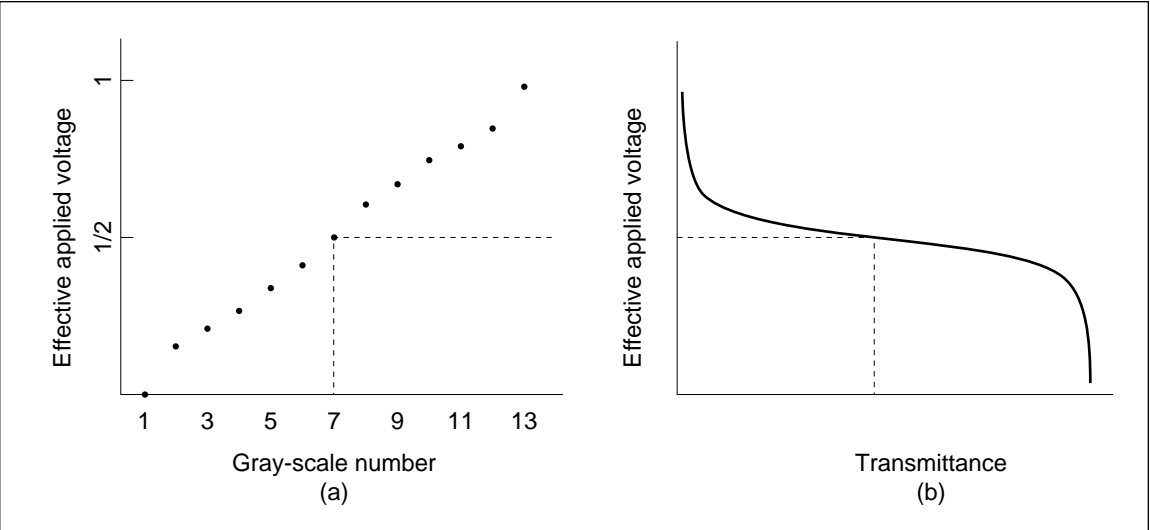 Effective applied voltage
1
1/2
1 3 5 7 9 11 13
Gray-scale number
(a)
Effective applied voltage
Transmittance
(b)